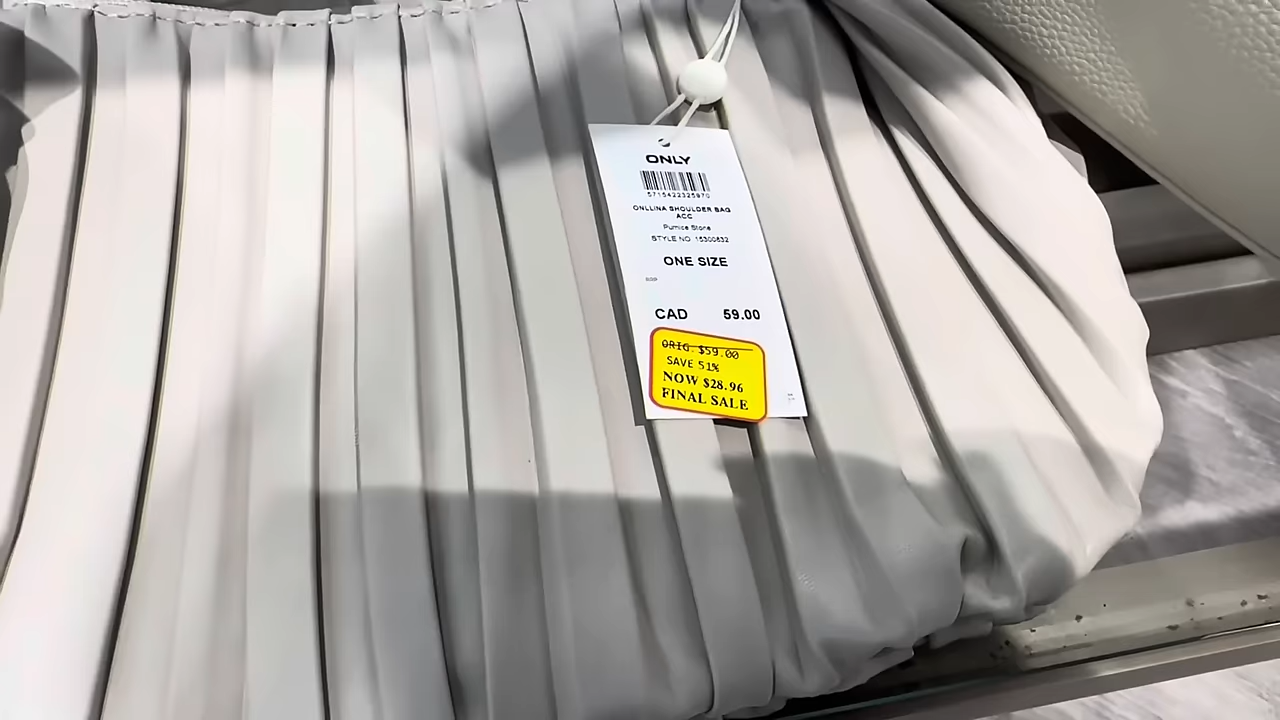 ONLY
5715422325970
ONLLINA SHOULDER BAG
ACC
Pumice Stone
STYLE NO 15300832
ONE SIZE
CAD 59.00
ORIG. $59.00
SAVE 51%
NOW $28.96
FINAL SALE